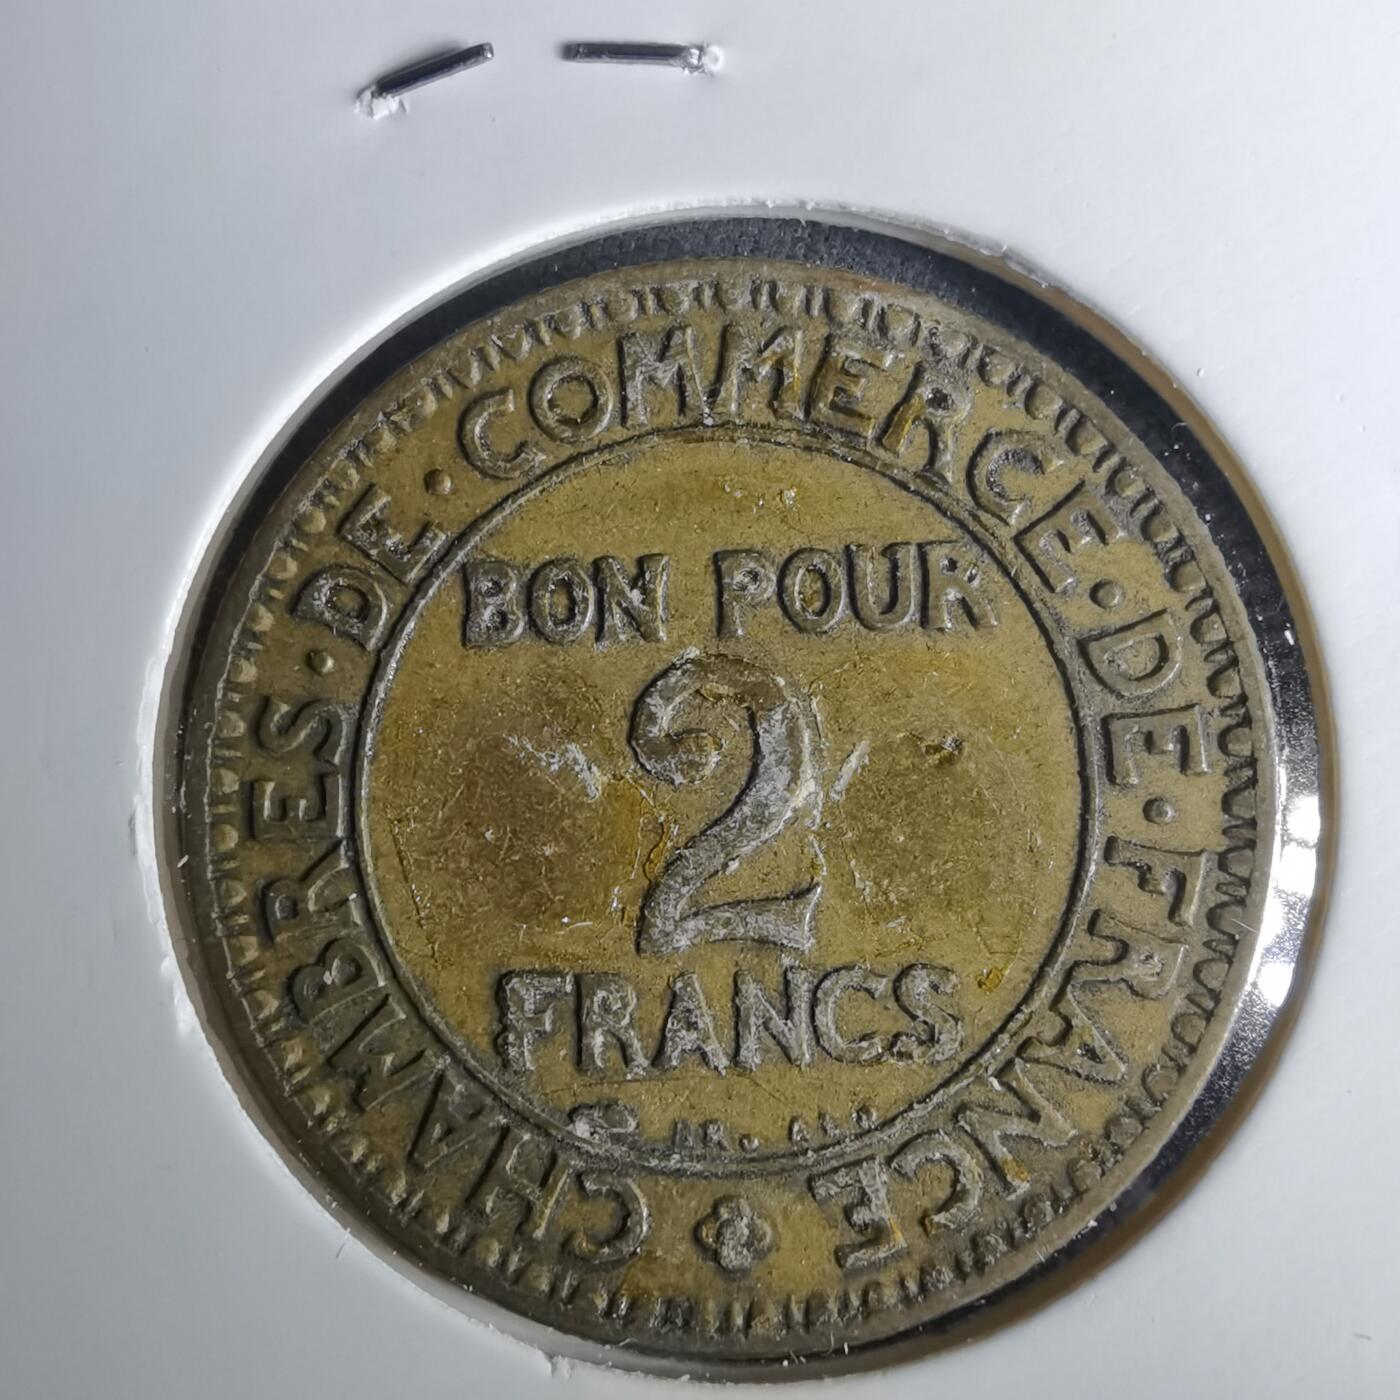 CHAMBRES · DE · COMMERCE · DE · FRANCE
BON POUR
2
FRANCS